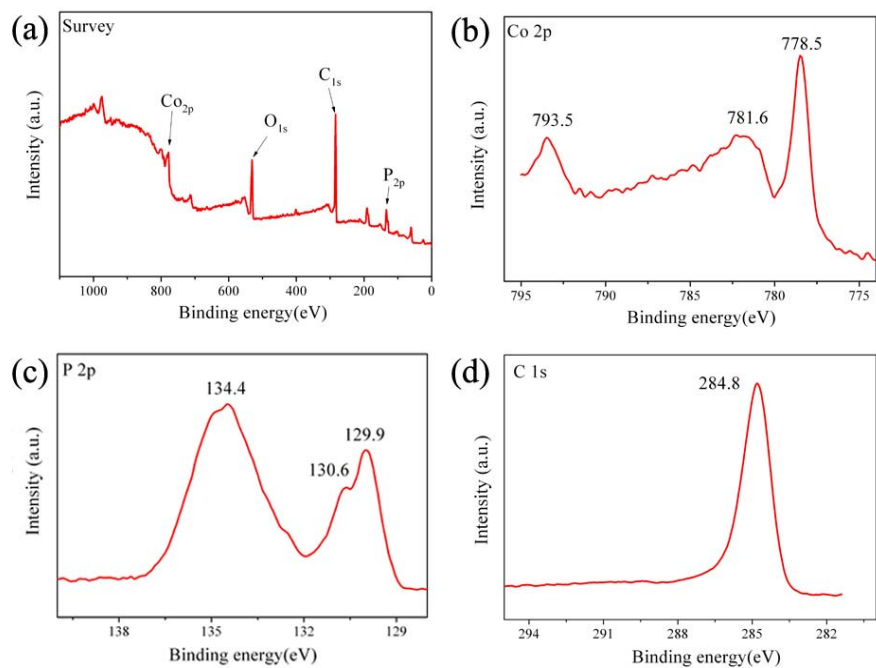 (a)
Survey
Co2p
O1s
C1s
P2p
Intensity (a.u.)
1000 800 600 400 200 0
Binding energy(eV)
(b)
Co 2p
793.5
781.6
778.5
Intensity (a.u.)
795 790 785 780 775
Binding energy(eV)
(c)
P 2p
134.4
130.6
129.9
Intensity (a.u.)
138 135 132 129
Binding energy(eV)
(d)
C 1s
284.8
Intensity (a.u.)
294 291 288 285 282
Binding energy(eV)